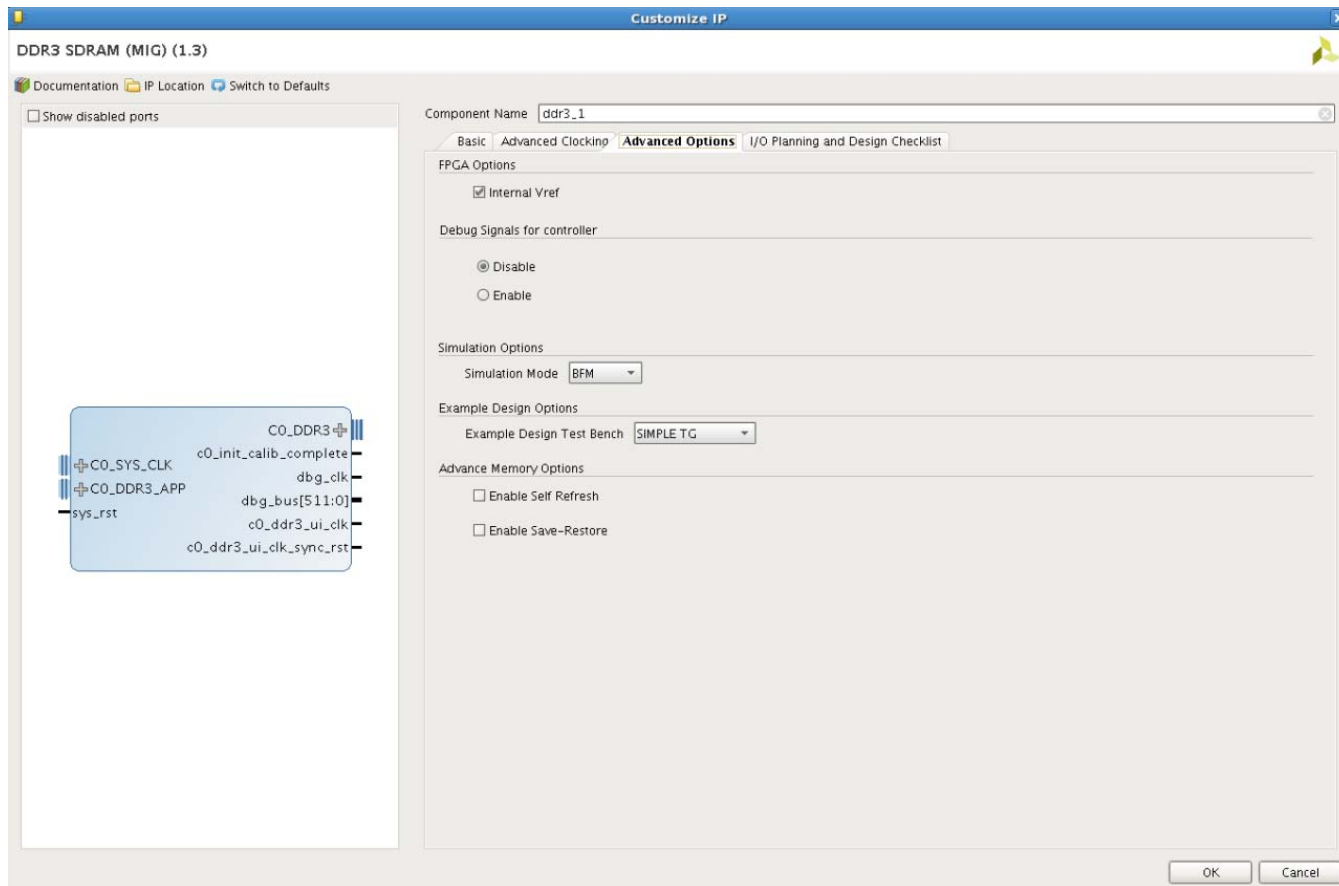 Customize IP
DDR3 SDRAM (MIG) (1.3)
Documentation IP Location Switch to Defaults
Show disabled ports
C0_DDR3
c0_init_calib_complete
C0_SYS_CLK
dbg_clk
C0_DDR3_APP
dbg_bus[511:0]
sys_rst
c0_ddr3_ui_clk
c0_ddr3_ui_clk_sync_rst
Component Name ddr3_1
Basic Advanced Clocking Advanced Options I/O Planning and Design Checklist
FPGA Options
Internal Vref
Debug Signals for controller
Disable
Enable
Simulation Options
Simulation Mode BFM
Example Design Options
Example Design Test Bench SIMPLE TG
Advance Memory Options
Enable Self Refresh
Enable Save-Restore
OK Cancel